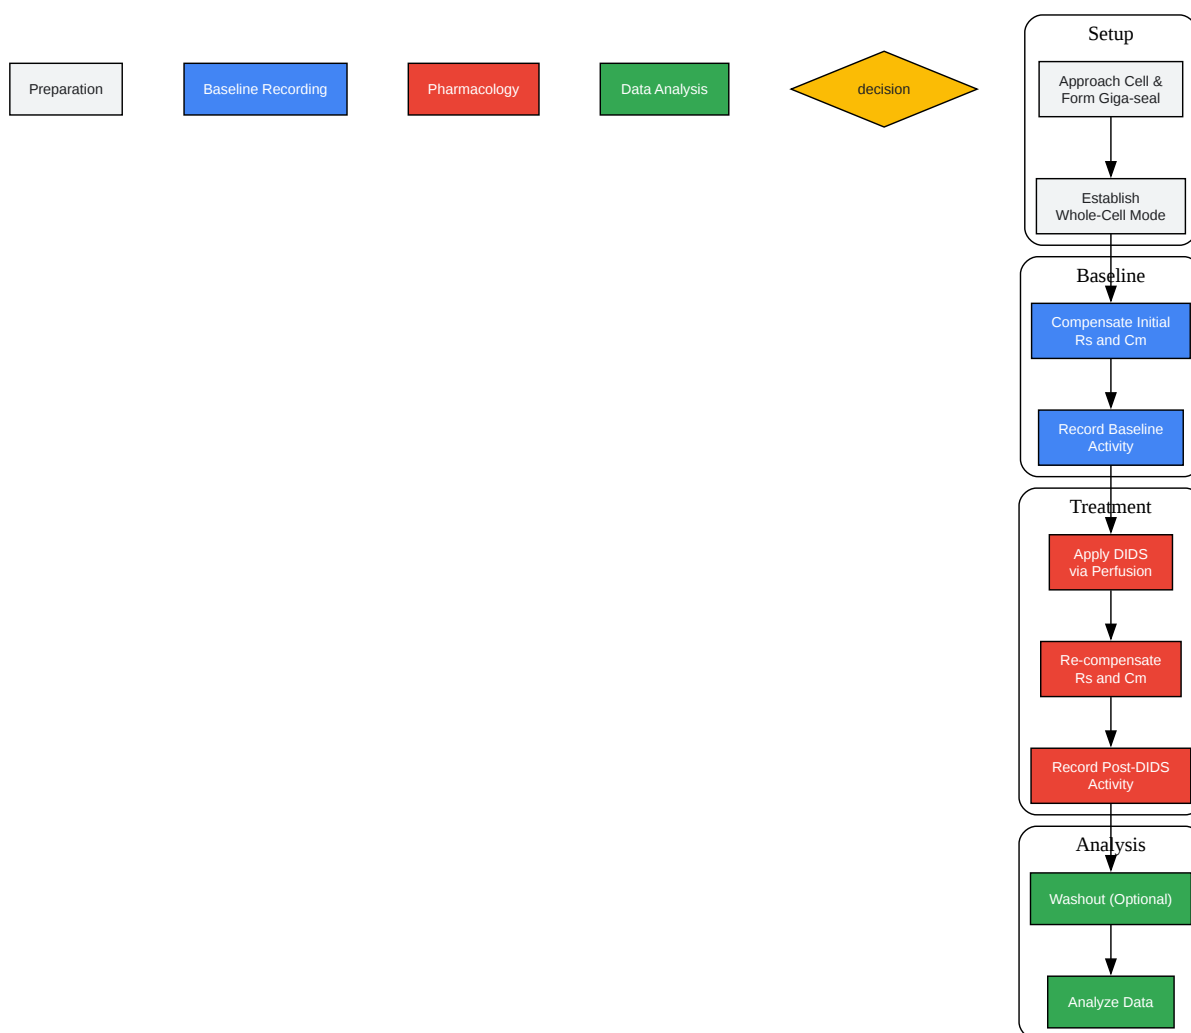 Preparation
Baseline Recording
Pharmacology
Data Analysis
decision
Setup
Approach Cell &
Form Giga-seal
Establish
Whole-Cell Mode
Baseline
Compensate Initial
Rs and Cm
Record Baseline
Activity
Treatment
Apply DIDS
via Perfusion
Re-compensate
Rs and Cm
Record Post-DIDS
Activity
Analysis
Washout (Optional)
Analyze Data